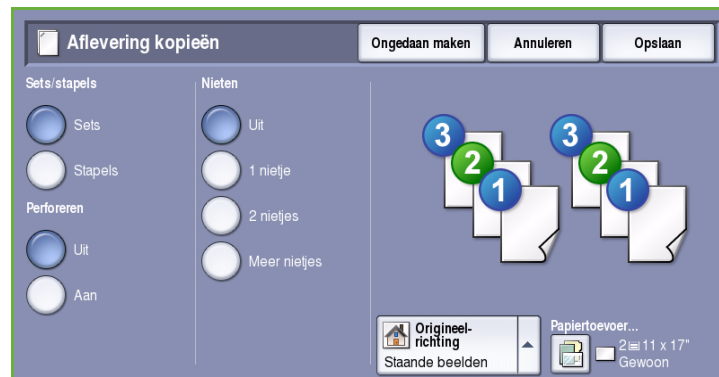 Aflevering kopieën
Ongedaan maken
Annuleren
Opslaan
Sets/stapels
Sets
Stapels
Perforeren
Uit
Aan
Nieten
Uit
1 nietje
2 nietjes
Meer nietjes
3
2
1
3
2
1
Origineel-
richting
Staande beelden
Papiertoevoer...
2 11 x 17"
Gewoon